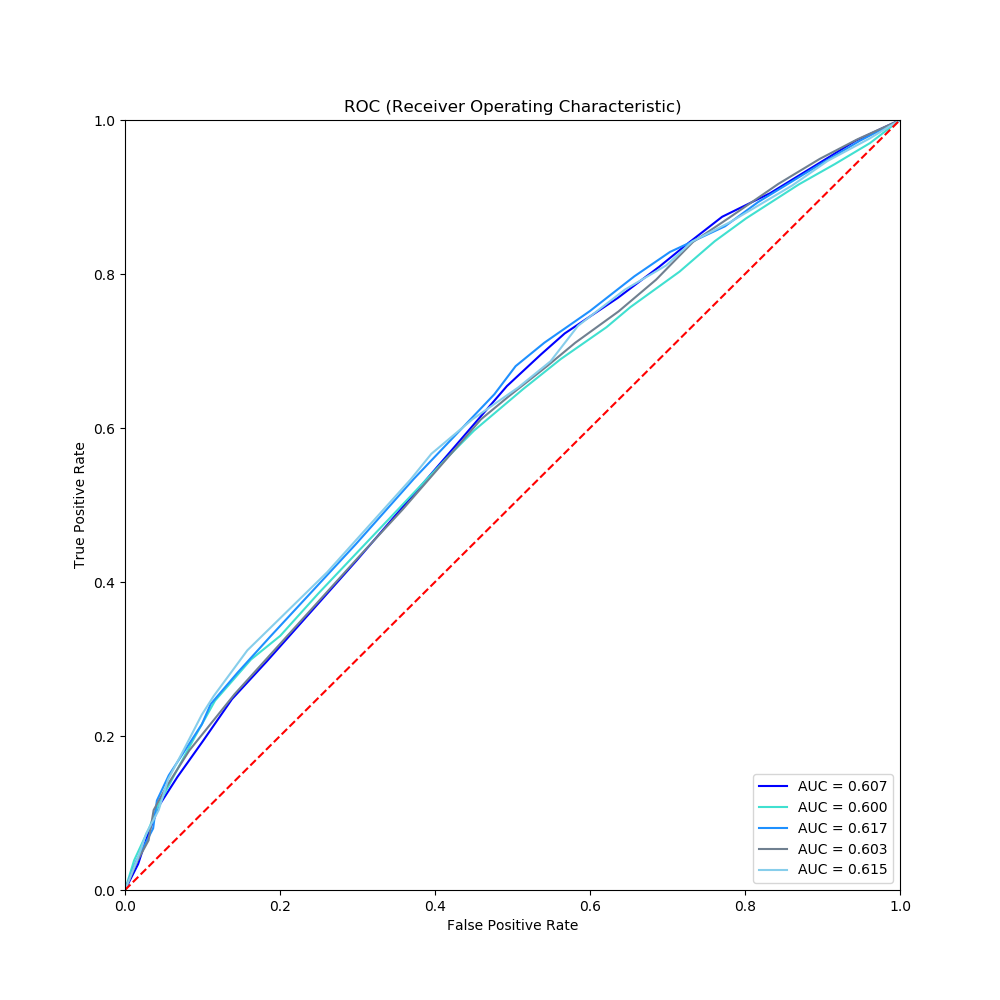 ROC (Receiver Operating Characteristic)
1.0
0.8
0.6
0.4
0.2
0.0
True Positive Rate
0.0 0.2 0.4 0.6 0.8 1.0
False Positive Rate
AUC = 0.607
AUC = 0.600
AUC = 0.617
AUC = 0.603
AUC = 0.615